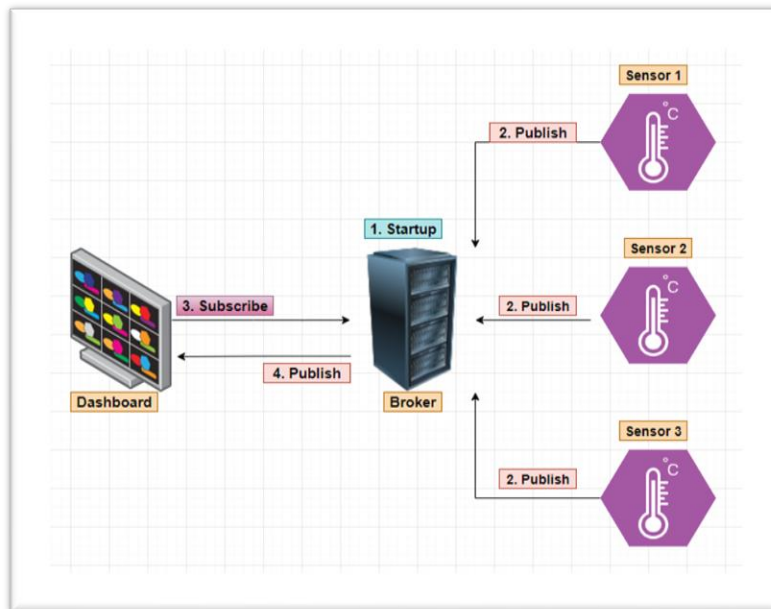 Sensor 1
°C
2. Publish
1. Startup
Sensor 2
°C
3. Subscribe
2. Publish
4. Publish
Dashboard
Broker
Sensor 3
°C
2. Publish